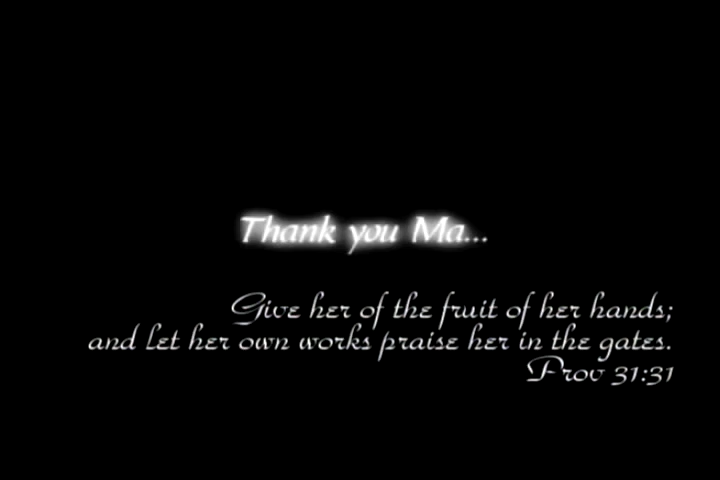 Thank you Ma...
Give her of the fruit of her hands;
and let her own works praise her in the gates.
Prov 31:31